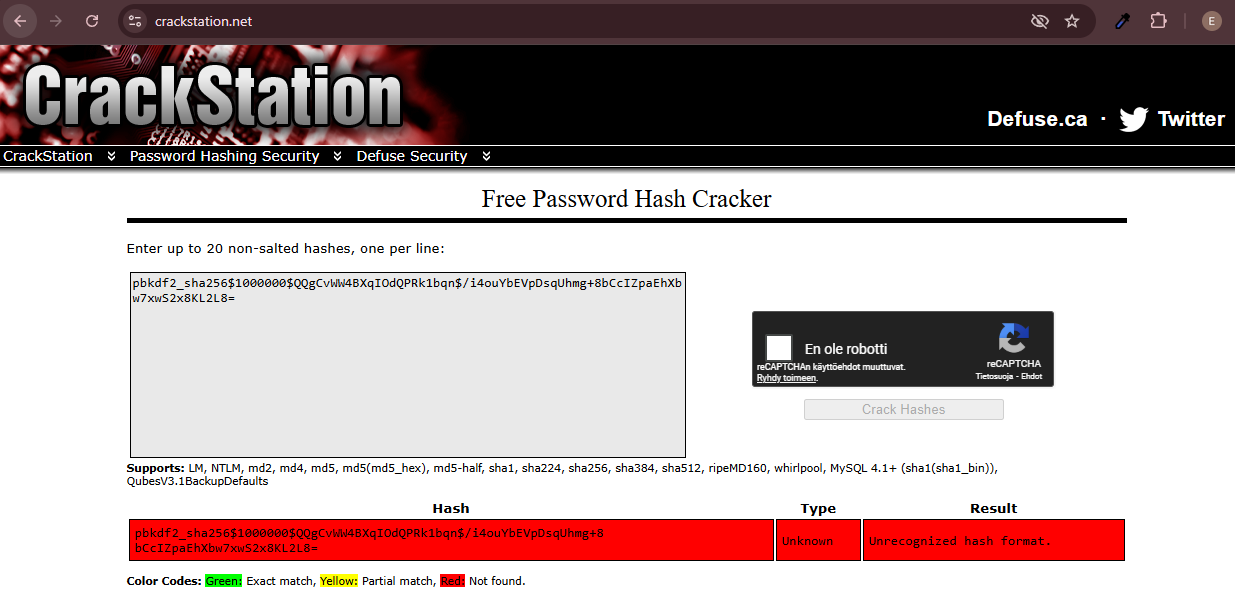 crackstation.net
E
CrackStation
Defuse.ca · Twitter
CrackStation Password Hashing Security Defuse Security
Free Password Hash Cracker
Enter up to 20 non-salted hashes, one per line:
pbkdf2_sha256$1000000$QQgCvWW4BXqIOdQPRk1bqn$/i4ouYbEVpDsqUhmg+8bCcIZpaEhXb
w7xwS2x8KL2L8=
En ole robotti
reCAPTCHA
reCAPTCHAn käyttöehdot muuttuvat.
Ryhdy toimeen.
Tietosuoja - Ehdot
Crack Hashes
Supports: LM, NTLM, md2, md4, md5, md5(md5_hex), md5-half, sha1, sha224, sha256, sha384, sha512, ripeMD160, whirlpool, MySQL 4.1+ (sha1(sha1_bin)),
QubesV3.1BackupDefaults
Hash Type Result
pbkdf2_sha256$1000000$QQgCvWW4BXqIOdQPRk1bqn$/i4ouYbEVpDsqUhmg+8
bCcIZpaEhXbw7xwS2x8KL2L8=
Unknown
Unrecognized hash format.
Color Codes: Green: Exact match, Yellow: Partial match, Red: Not found.